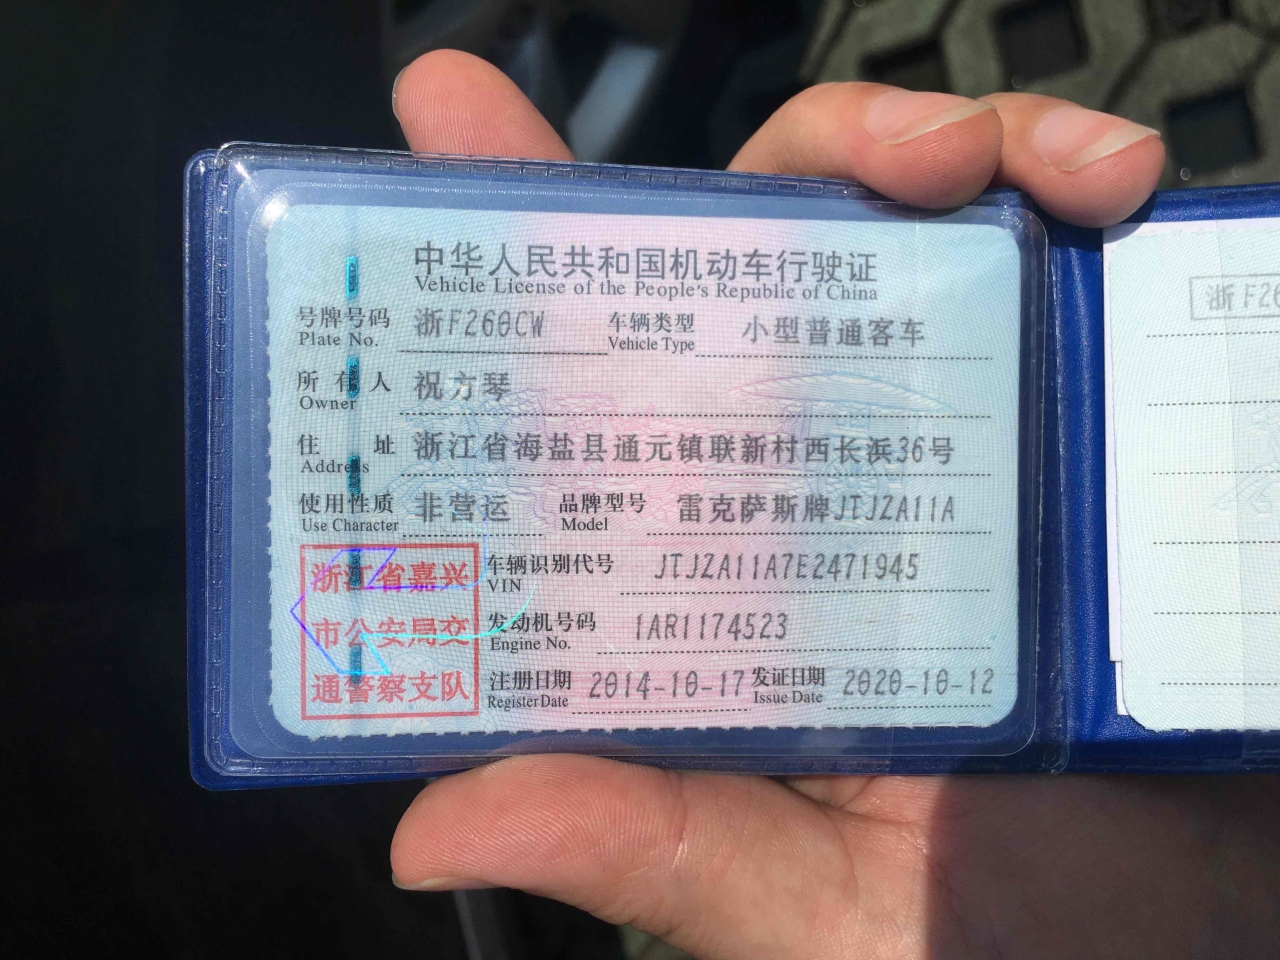 中华人民共和国机动车行驶证
Vehicle License of the People's Republic of China
号牌号码 浙F260CW 车辆类型 小型普通客车
Plate No. Vehicle Type
所有人 祝方琴
Owner
住址 浙江省海盐县通元镇联新村西长浜36号
Address
使用性质 非营运 品牌型号 雷克萨斯牌JTJZA11A
Use Character Model
浙江省嘉兴
市公安局交
通警察支队
车辆识别代号 JTJZA11A7E2471945
VIN
发动机号码 1AR1174523
Engine No.
注册日期 2014-10-17 发证日期 2020-10-12
Register Date Issue Date
浙F26